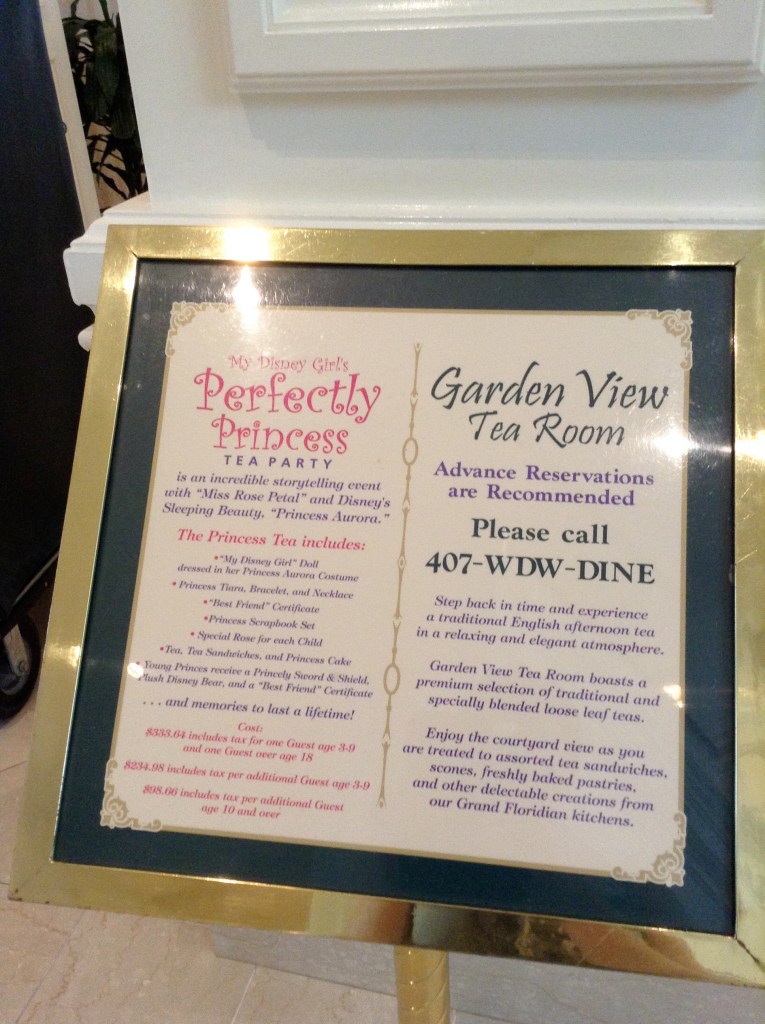 My Disney Girl's
Perfectly
Princess
TEA PARTY
is an incredible storytelling event
with "Miss Rose Petal" and Disney's
Sleeping Beauty, "Princess Aurora."
The Princess Tea includes:
•"My Disney Girl" Doll
dressed in her Princess Aurora Costume
• Princess Tiara, Bracelet, and Necklace
•"Best Friend" Certificate
•Princess Scrapbook Set
• Special Rose for each Child
•Tea, Tea Sandwiches, and Princess Cake
• Young Princes receive a Princely Sword & Shield,
Plush Disney Bear, and a "Best Friend" Certificate
. . . and memories to last a lifetime!
Cost:
$333.64 includes tax for one Guest age 3-9
and one Guest over age 18
$234.98 includes tax per additional Guest age 3-9
$98.66 includes tax per additional Guest
age 10 and over
Garden View
Tea Room
Advance Reservations
are Recommended
Please call
407-WDW-DINE
Step back in time and experience
a traditional English afternoon tea
in a relaxing and elegant atmosphere.
Garden View Tea Room boasts a
premium selection of traditional and
specially blended loose leaf teas.
Enjoy the courtyard view as you
are treated to assorted tea sandwiches,
scones, freshly baked pastries,
and other delectable creations from
our Grand Floridian kitchens.